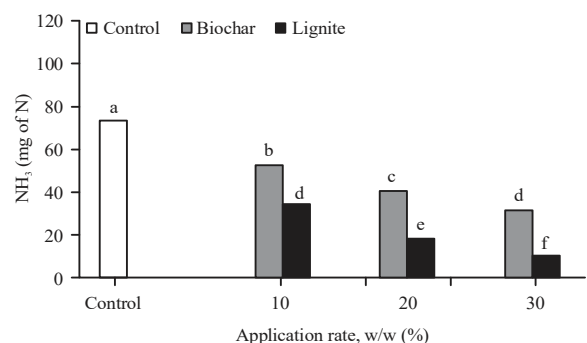 120
Control Biochar Lignite
100
80
60
40
20
0
NH₃ (mg of N)
a
b
d
c
e
d
f
Control 10 20 30
Application rate, w/w (%)